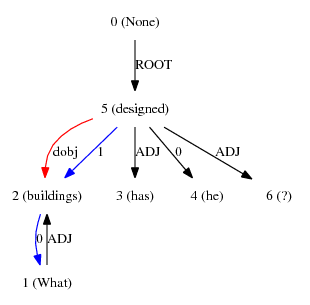 0 (None)
ROOT
5 (designed)
dobj 1 ADJ 0 ADJ
2 (buildings) 3 (has) 4 (he) 6 (?)
0 ADJ
1 (What)